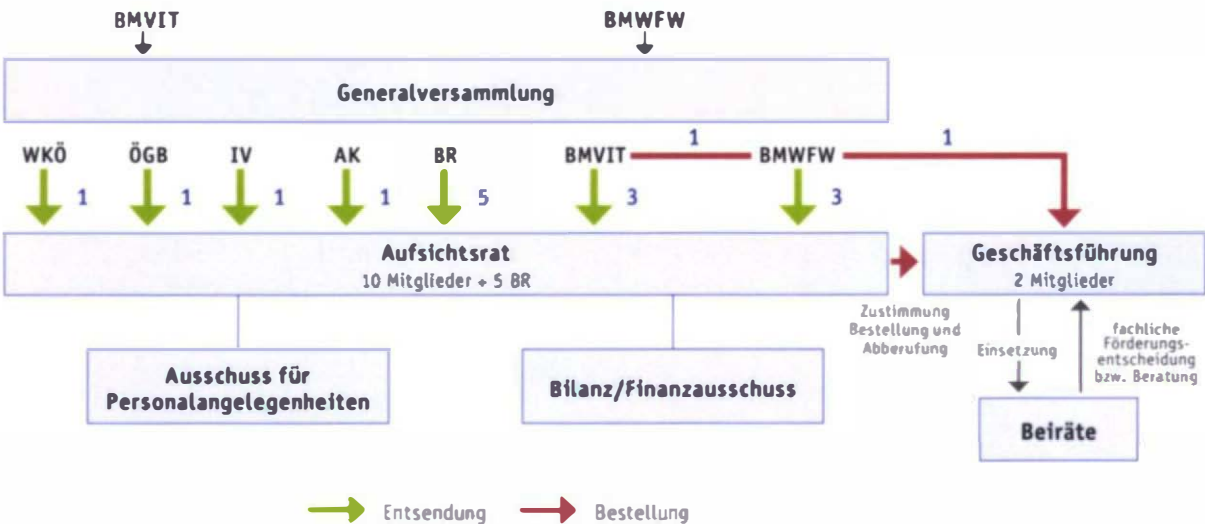 BMVIT BMWFW
Generalversammlung
WKÖ ÖGB IV AK BR BMVIT 1 BMWFW 1
1 1 1 1 5 3 3
Aufsichtsrat
10 Mitglieder + 5 BR
Geschäftsführung
2 Mitglieder
Zustimmung
Bestellung und
Abberufung
Einsetzung
fachliche
Förderungs-
entscheidung
bzw. Beratung
Ausschuss für
Personalangelegenheiten
Bilanz/Finanzausschuss
Beiräte
Entsendung Bestellung